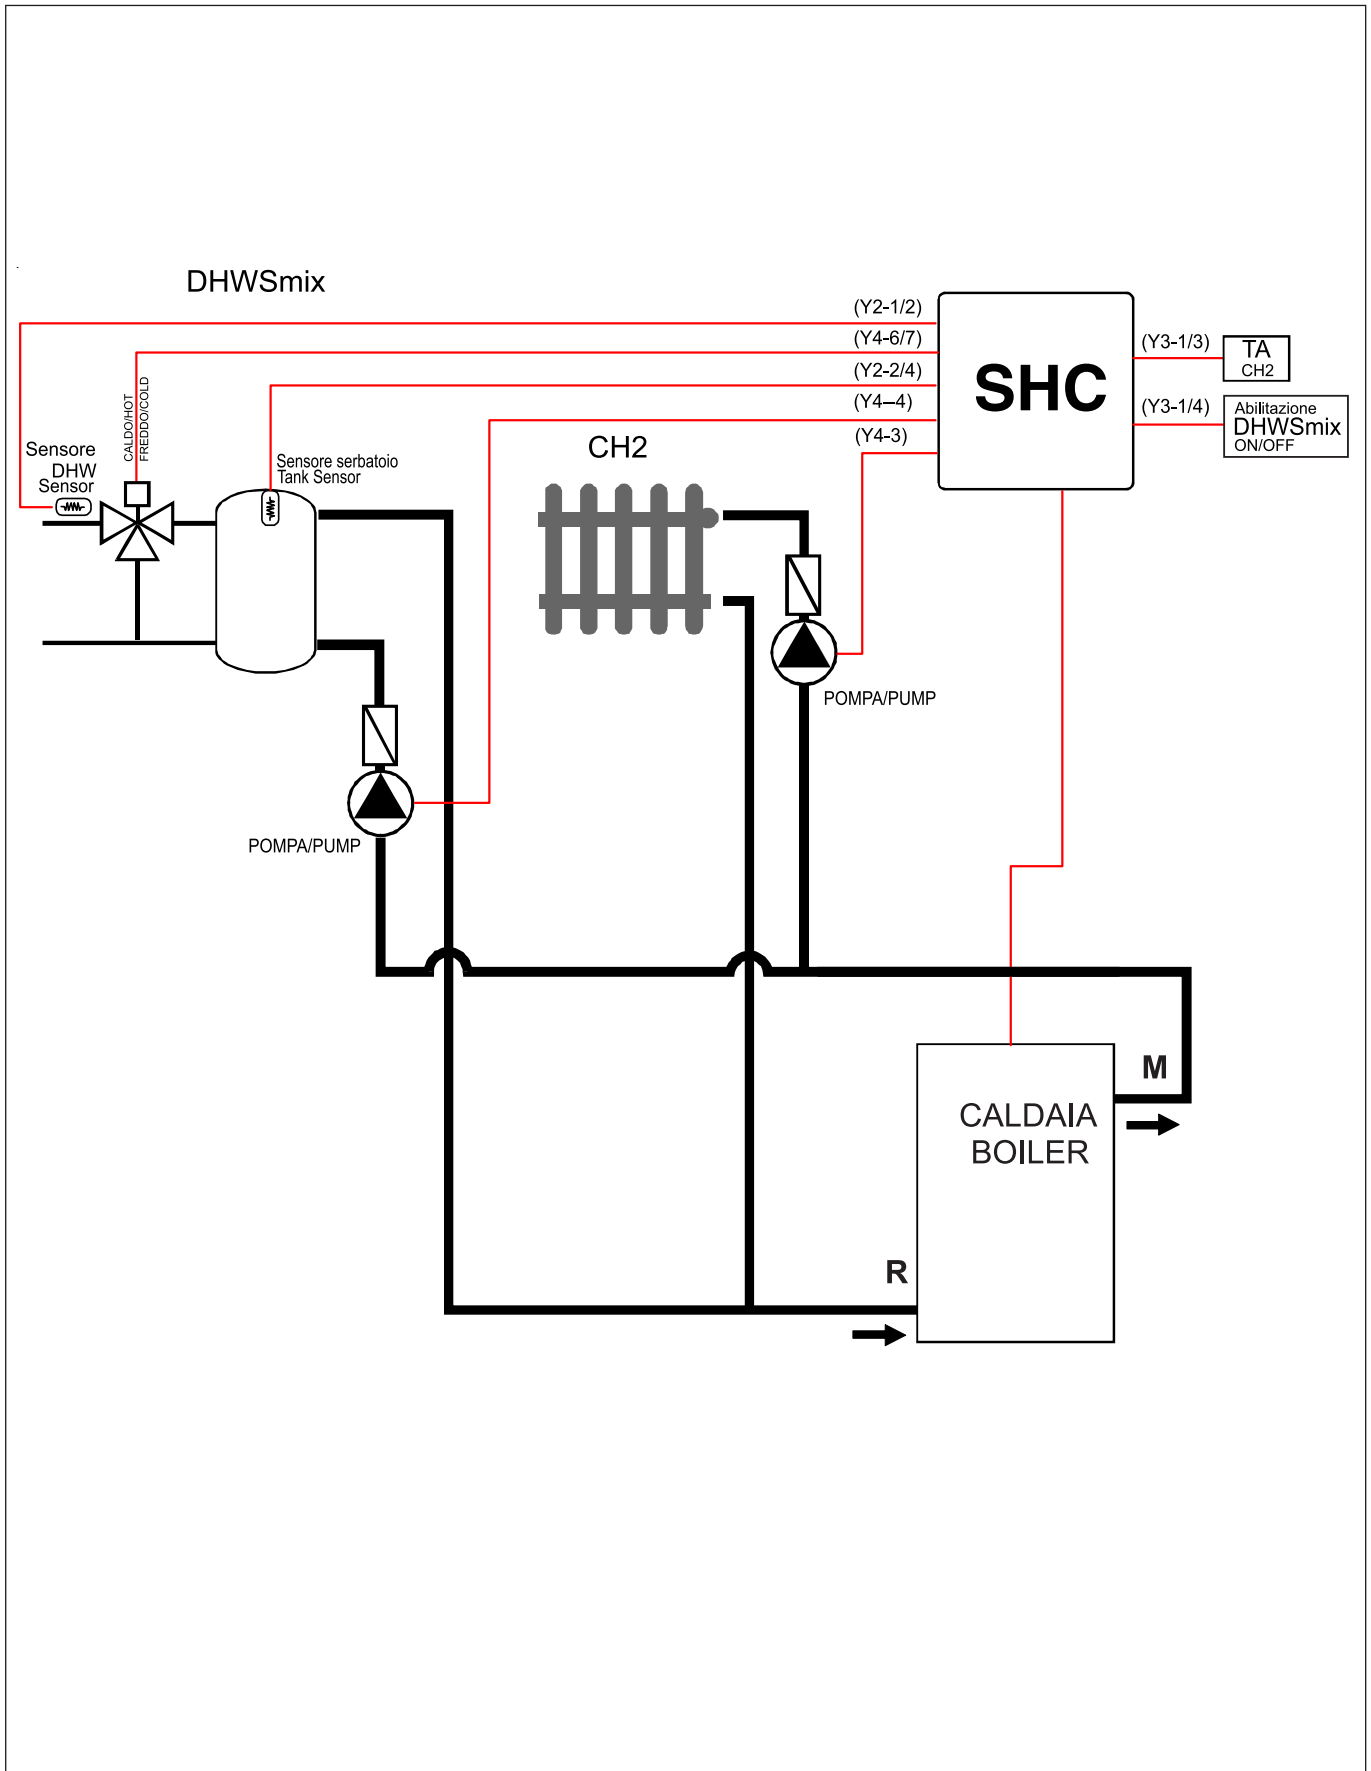 DHWSmix
(Y2-1/2)
(Y4-6/7)
(Y2-2/4)
(Y4–4)
(Y4-3)
SHC
(Y3-1/3)
TA
CH2
(Y3-1/4)
Abilitazione
DHWSmix
ON/OFF
CALDO/HOT
FREDDO/COLD
Sensore
DHW
Sensor
Sensore serbatoio
Tank Sensor
CH2
POMPA/PUMP
POMPA/PUMP
M
CALDAIA
BOILER
R